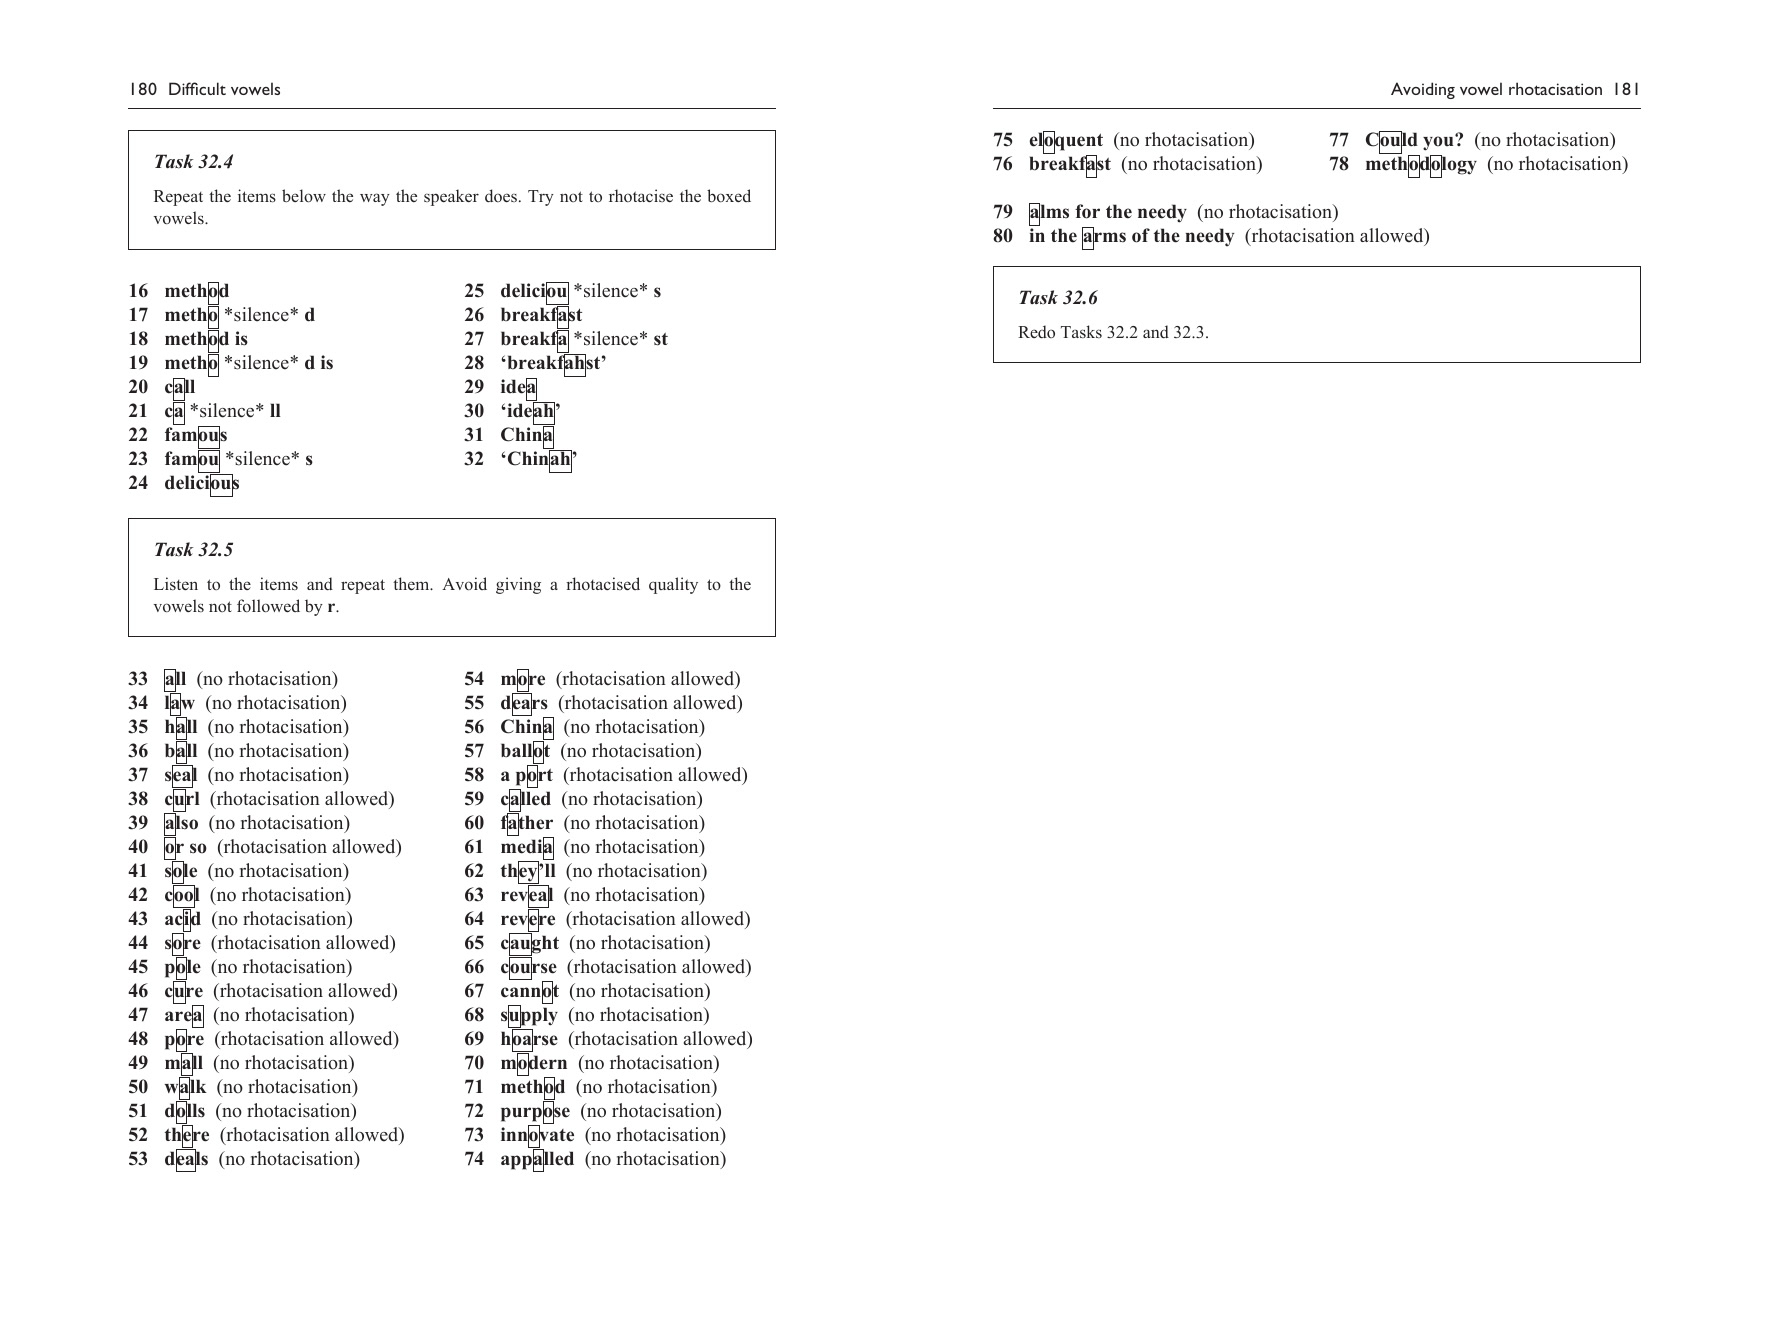 180 Difficult vowels
Task 32.4
Repeat the items below the way the speaker does. Try not to rhotacise the boxed
vowels.
16 method
17 metho *silence* d
18 method is
19 metho *silence* d is
20 call
21 ca *silence* ll
22 famous
23 famou *silence* s
24 delicious
25 deliciou *silence* s
26 breakfast
27 breakfa *silence* st
28 ‘breakfahst’
29 idea
30 ‘ideah’
31 China
32 ‘Chinah’
Task 32.5
Listen to the items and repeat them. Avoid giving a rhotacised quality to the
vowels not followed by r.
33 all (no rhotacisation)
34 law (no rhotacisation)
35 hall (no rhotacisation)
36 ball (no rhotacisation)
37 seal (no rhotacisation)
38 curl (rhotacisation allowed)
39 also (no rhotacisation)
40 or so (rhotacisation allowed)
41 sole (no rhotacisation)
42 cool (no rhotacisation)
43 acid (no rhotacisation)
44 sore (rhotacisation allowed)
45 pole (no rhotacisation)
46 cure (rhotacisation allowed)
47 area (no rhotacisation)
48 pore (rhotacisation allowed)
49 mall (no rhotacisation)
50 walk (no rhotacisation)
51 dolls (no rhotacisation)
52 there (rhotacisation allowed)
53 deals (no rhotacisation)
54 more (rhotacisation allowed)
55 dears (rhotacisation allowed)
56 China (no rhotacisation)
57 ballot (no rhotacisation)
58 a port (rhotacisation allowed)
59 called (no rhotacisation)
60 father (no rhotacisation)
61 media (no rhotacisation)
62 they’ll (no rhotacisation)
63 reveal (no rhotacisation)
64 revere (rhotacisation allowed)
65 caught (no rhotacisation)
66 course (rhotacisation allowed)
67 cannot (no rhotacisation)
68 supply (no rhotacisation)
69 hoarse (rhotacisation allowed)
70 modern (no rhotacisation)
71 method (no rhotacisation)
72 purpose (no rhotacisation)
73 innovate (no rhotacisation)
74 appalled (no rhotacisation)
Avoiding vowel rhotacisation 181
75 eloquent (no rhotacisation)
76 breakfast (no rhotacisation)
77 Could you? (no rhotacisation)
78 methodology (no rhotacisation)
79 alms for the needy (no rhotacisation)
80 in the arms of the needy (rhotacisation allowed)
Task 32.6
Redo Tasks 32.2 and 32.3.